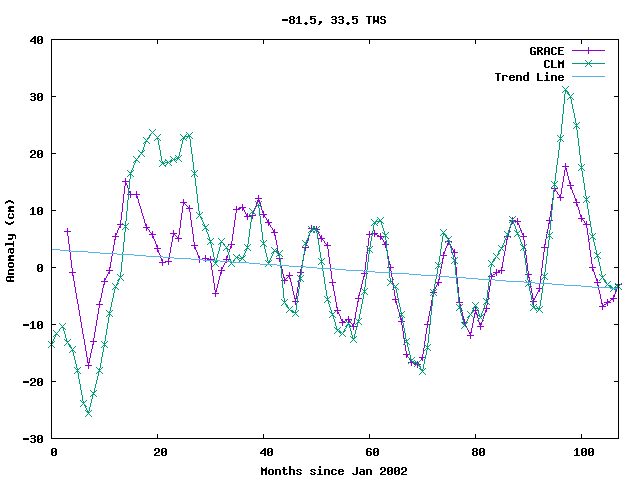 -81.5, 33.5 TWS
GRACE
CLM
Trend Line
40
30
20
10
0
-10
-20
-30
Anomaly (cm)
0 20 40 60 80 100
Months since Jan 2002